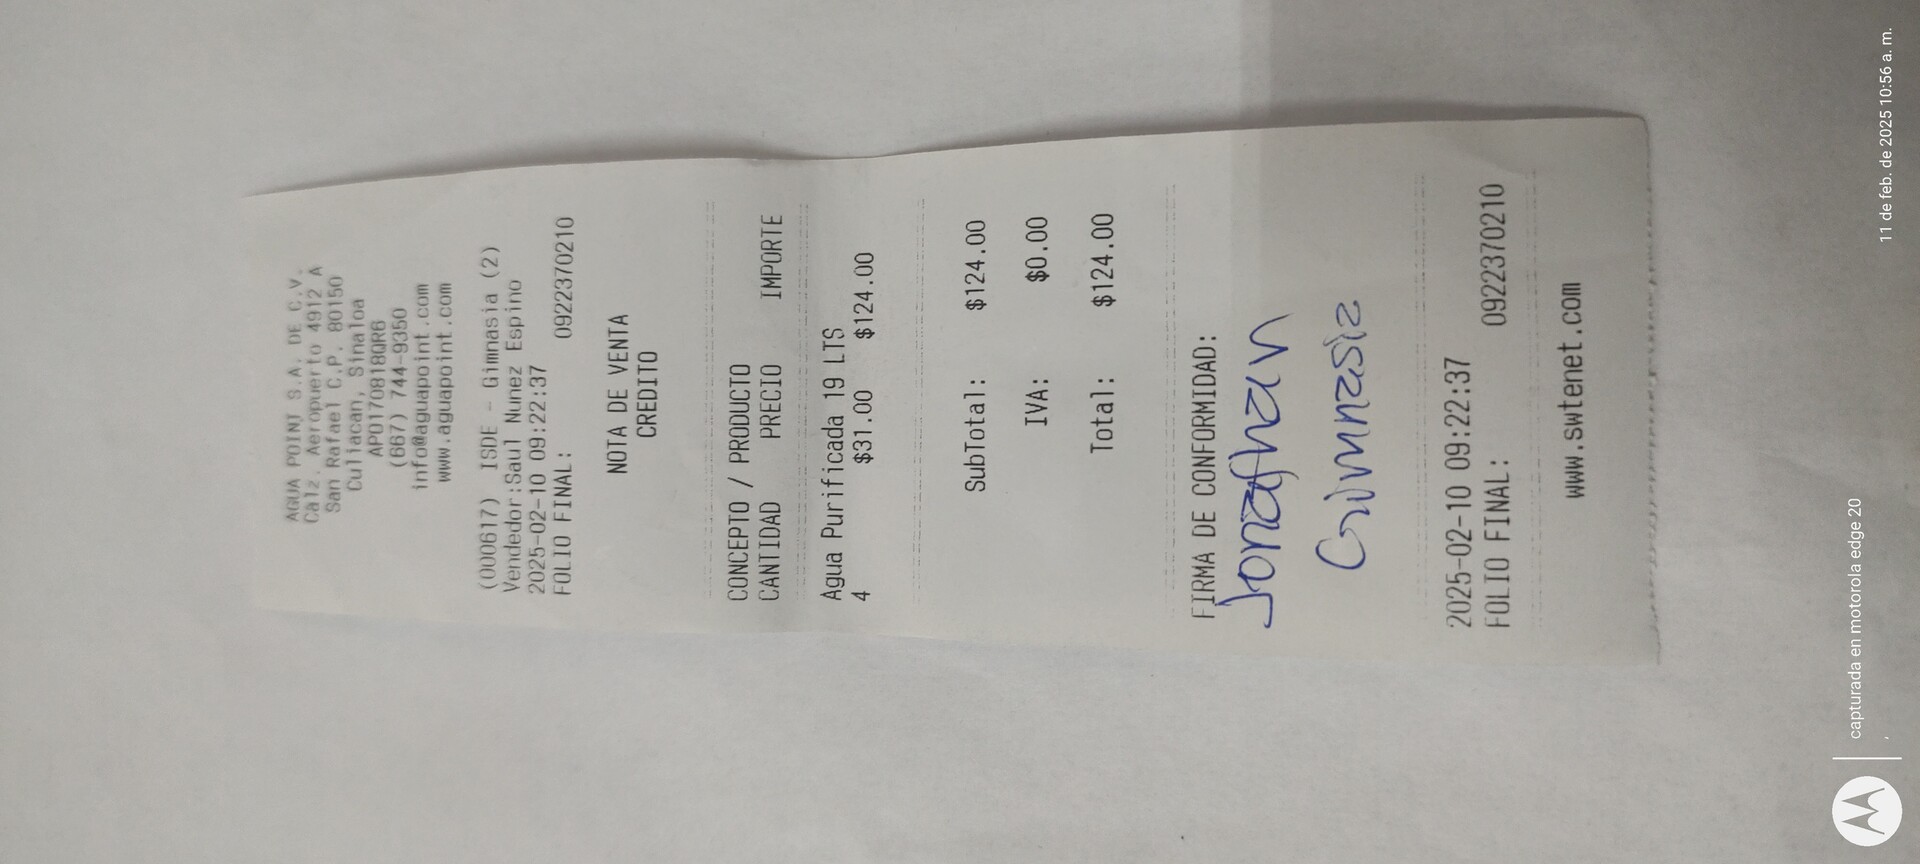 AGUA POINT S.A. DE C.V.
Calz. Aeropuerto 4912 A
San Rafael C.P. 80150
Culiacan, Sinaloa
APO170818QR6
(667) 744-9350
info@aguapoint.com
www.aguapoint.com
(000617) ISDE - Gimnasia (2)
Vendedor:Saul Nunez Espino
2025-02-10 09:22:37
FOLIO FINAL: 0922370210
NOTA DE VENTA
CREDITO
CONCEPTO / PRODUCTO
CANTIDAD PRECIO IMPORTE
Agua Purificada 19 LTS
4 $31.00 $124.00
SubTotal: $124.00
IVA: $0.00
Total: $124.00
FIRMA DE CONFORMIDAD:
Jonathan
Gimnasia
2025-02-10 09:22:37
FOLIO FINAL: 0922370210
www.swtenet.com
capturada en motorola edge 20
11 de feb. de 2025 10:56 a. m.